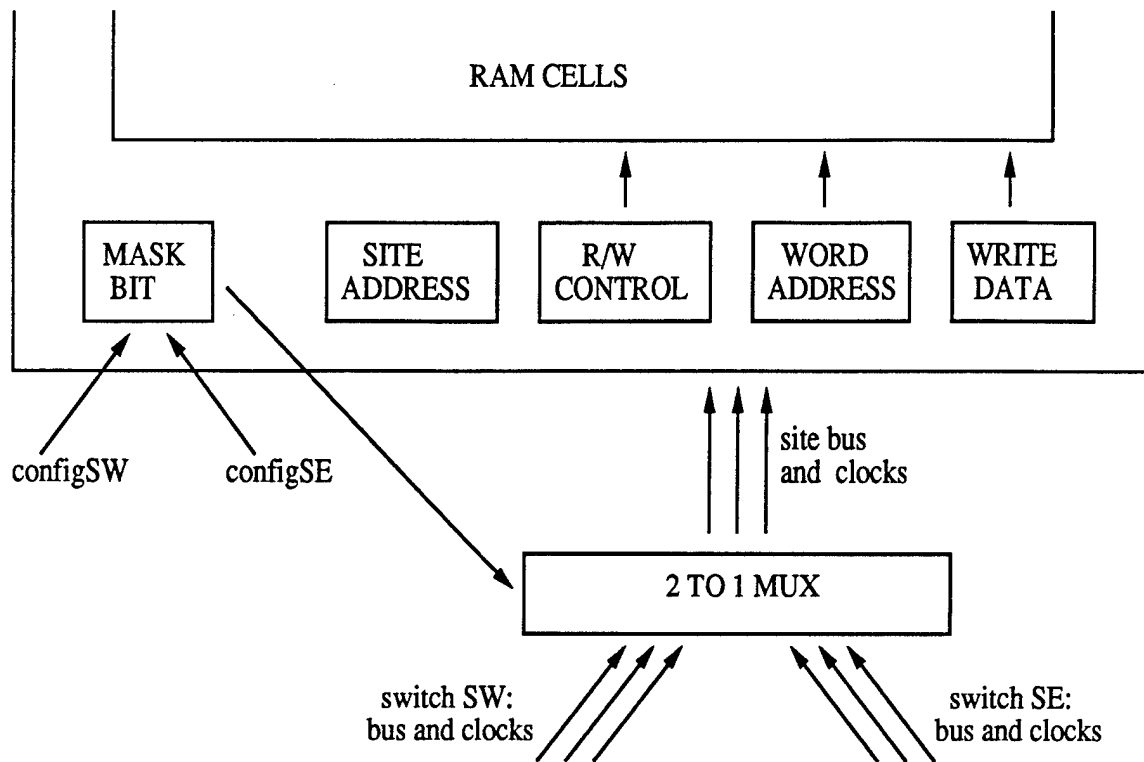 RAM CELLS
MASK
BIT
SITE
ADDRESS
R/W
CONTROL
WORD
ADDRESS
WRITE
DATA
configSW
configSE
site bus
and clocks
2 TO 1 MUX
switch SW:
bus and clocks
switch SE:
bus and clocks